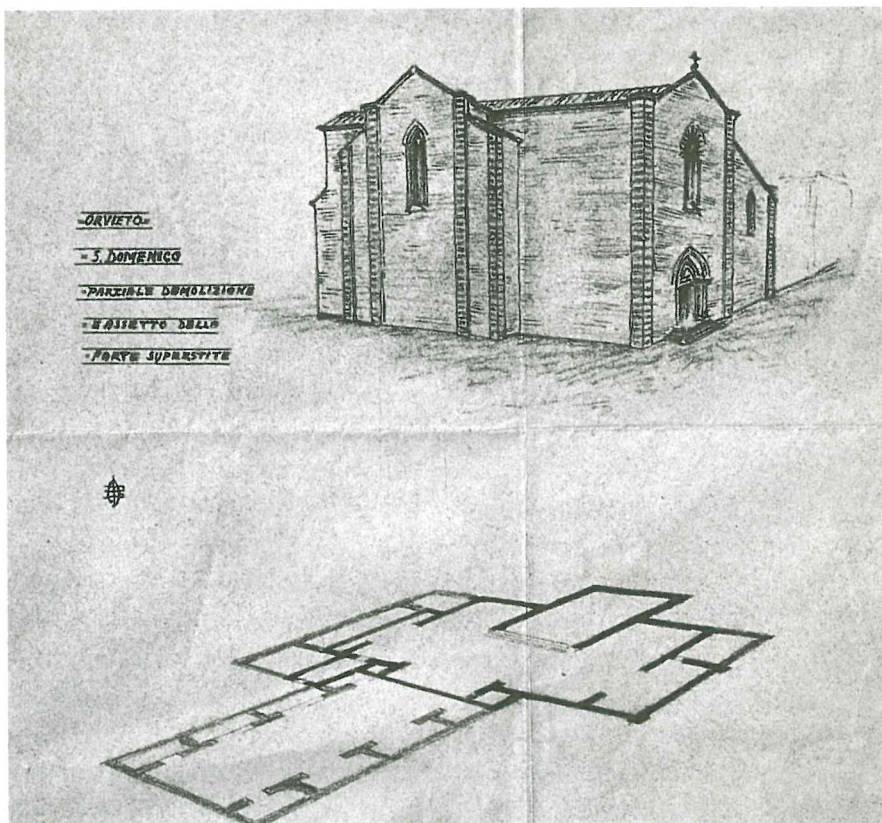 =ORVIETO=
= S. DOMENICO
=PARZIALE DEMOLIZIONE
=E ASSETTO DELLA
=PARTE SUPERSTITE